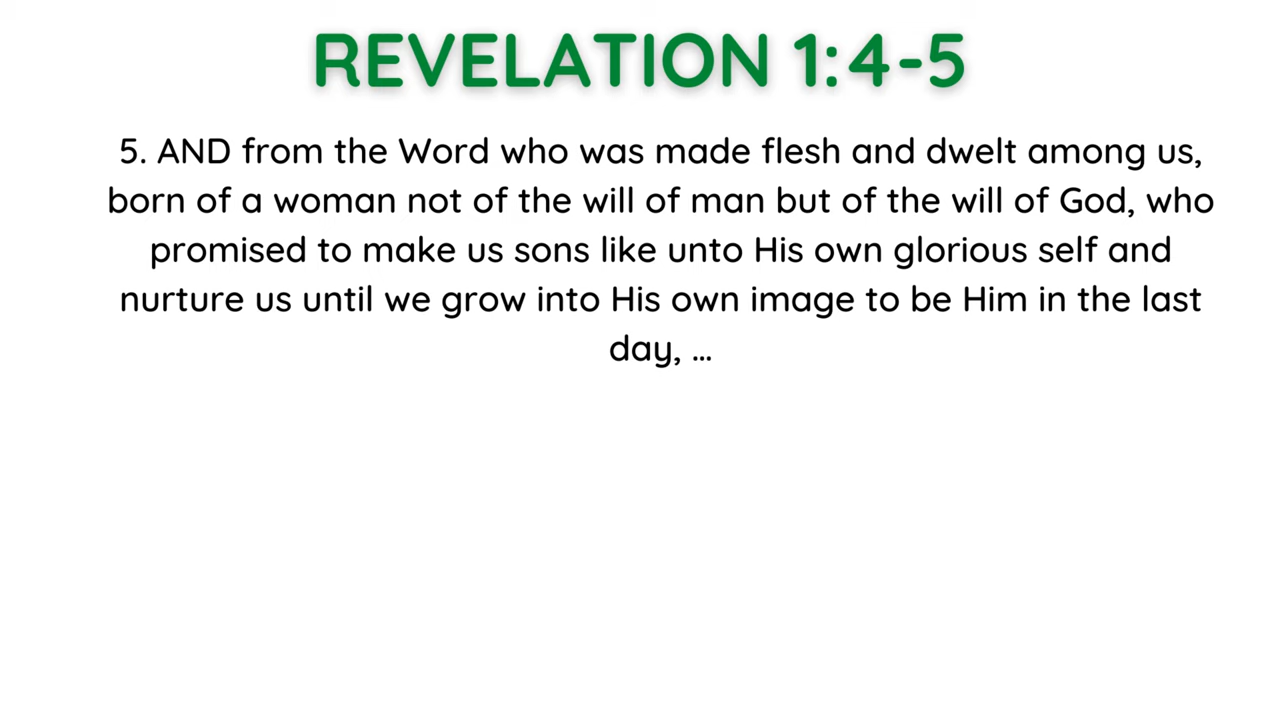 REVELATION 1:4-5
5. AND from the Word who was made flesh and dwelt among us,
born of a woman not of the will of man but of the will of God, who
promised to make us sons like unto His own glorious self and
nurture us until we grow into His own image to be Him in the last
day, ...